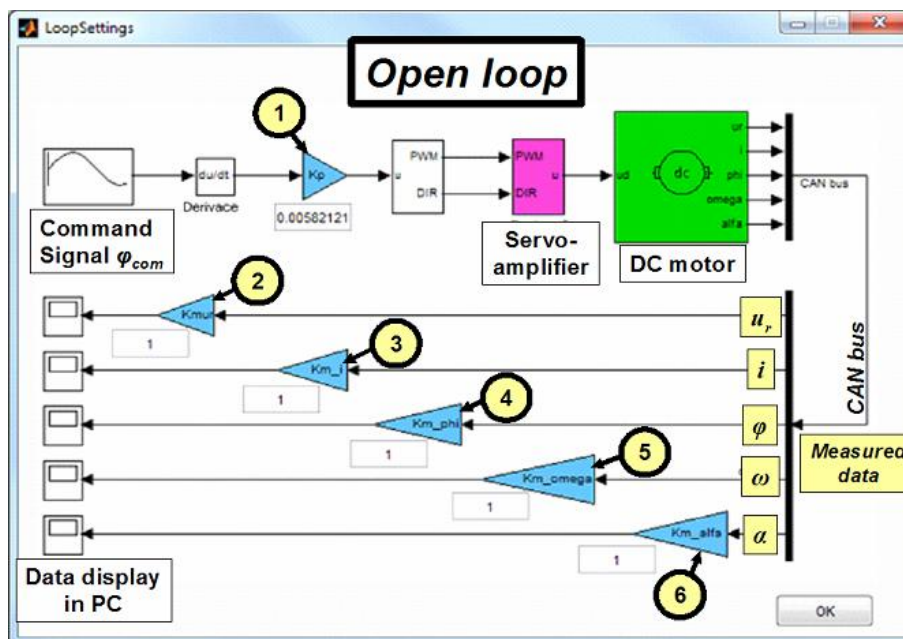 LoopSettings
Open loop
1
du/dt
Derivace
Kp
0.00582121
u
PWM
DIR
PWM
DIR
u
ud
dc
ur
i
phi
omega
alfa
CAN bus
Command
Signal φcom
Servo-
amplifier
DC motor
2
Kmur
1
ur
3
Km_i
1
i
CAN bus
4
Km_phi
1
φ
Measured
data
5
Km_omega
1
ω
6
Km_alfa
1
α
Data display
in PC
OK